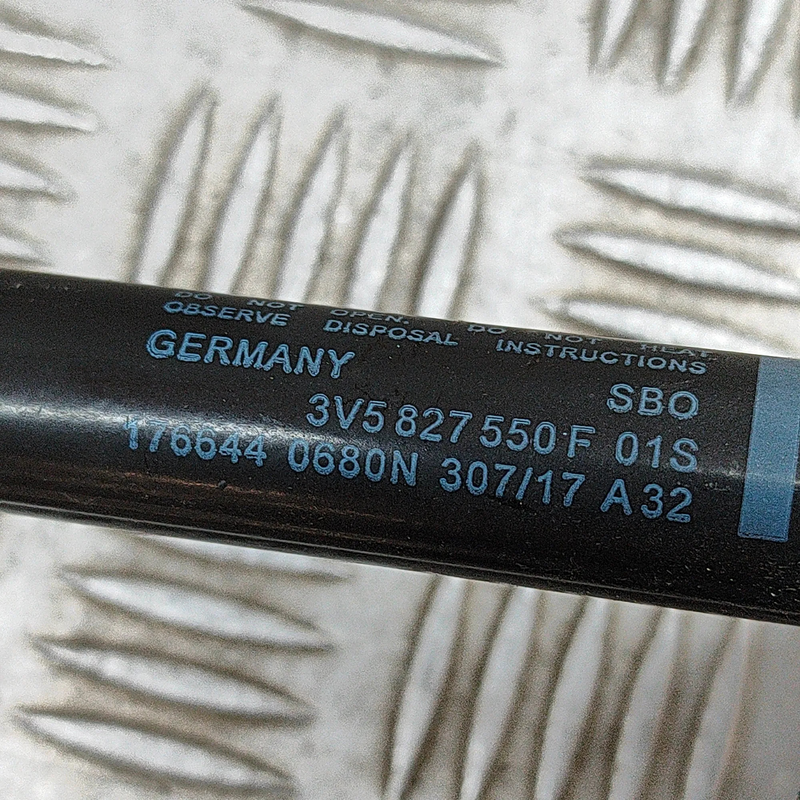 DO NOT OPEN. DO NOT HEAT
OBSERVE DISPOSAL INSTRUCTIONS
GERMANY SBO
3V5 827 550 F 01S
176644 0680N 307/17 A32